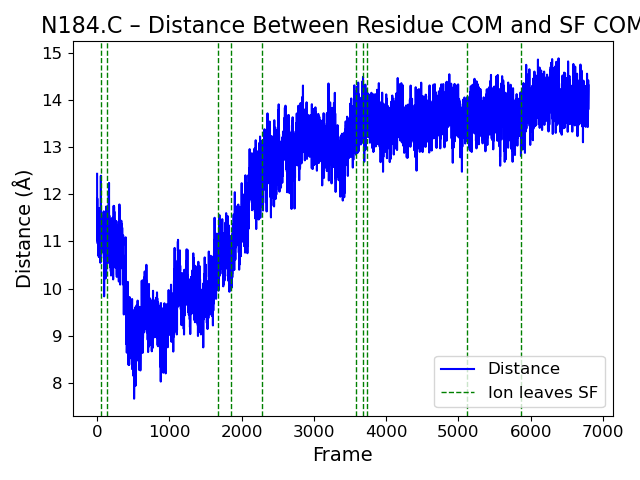 N184.C – Distance Between Residue COM and SF COM
15
14
13
12
11
10
9
8
Distance (Å)
0 1000 2000 3000 4000 5000 6000 7000
Frame
Distance
Ion leaves SF